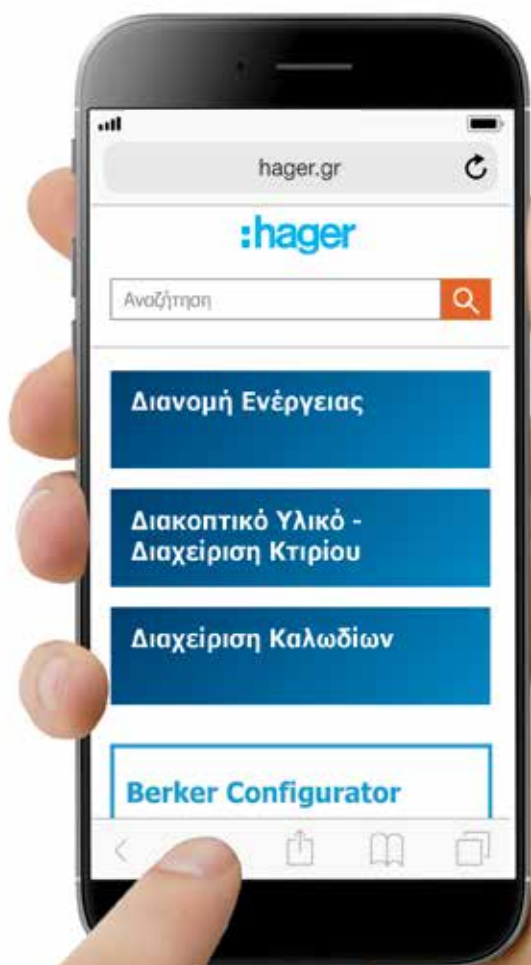 hager.gr
:hager
Αναζήτηση
Διανομή Ενέργειας
Διακοπτικό Υλικό -
Διαχείριση Κτιρίου
Διαχείριση Καλωδίων
Berker Configurator